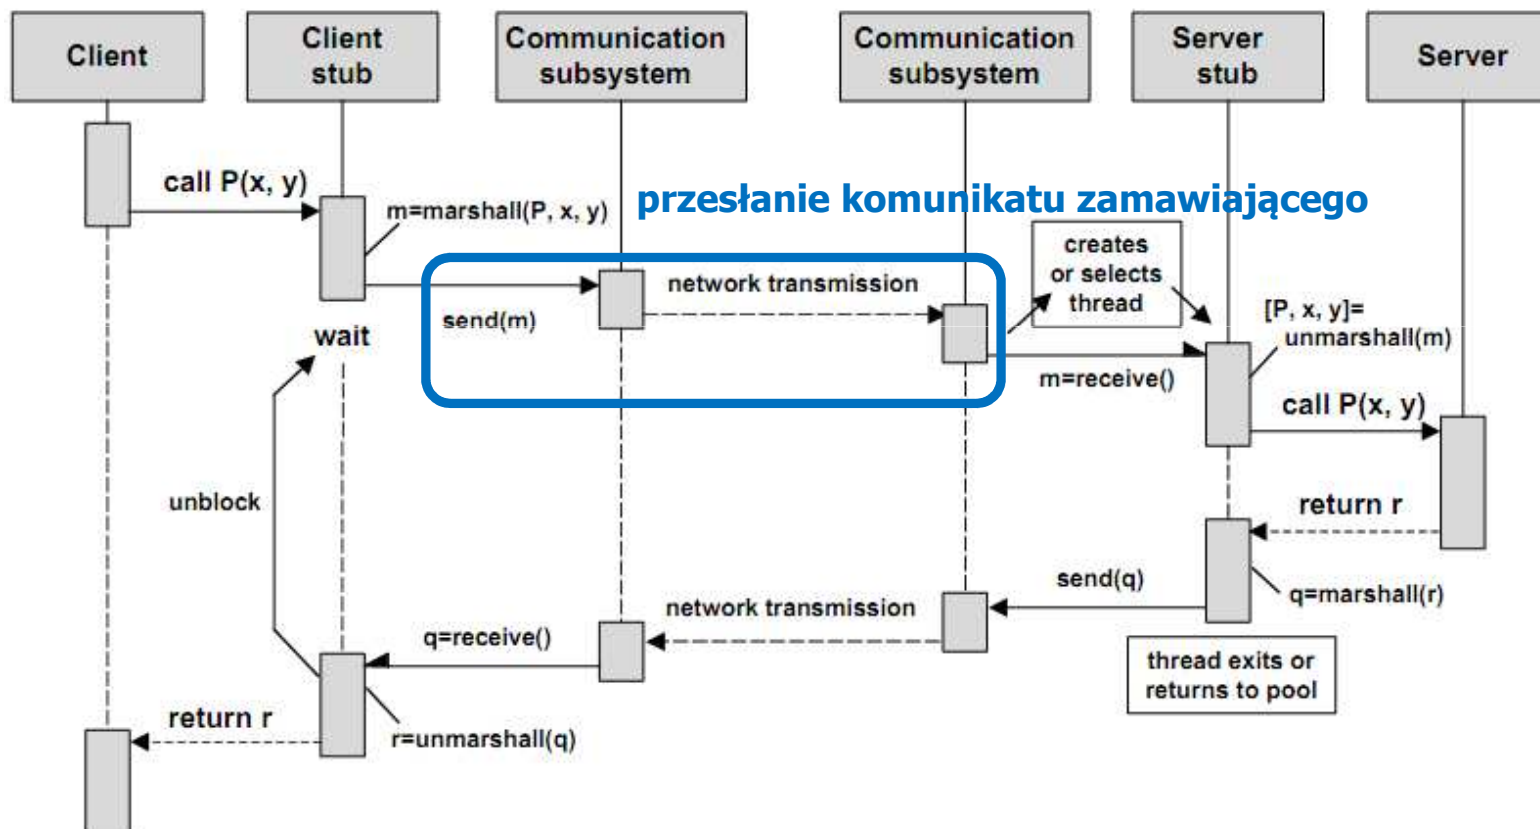 Client
Client
stub
Communication
subsystem
Communication
subsystem
Server
stub
Server
call P(x, y)
m=marshall(P, x, y)
przesłanie komunikatu zamawiającego
send(m)
network transmission
creates
or selects
thread
wait
m=receive()
[P, x, y]=
unmarshall(m)
call P(x, y)
unblock
return r
q=marshall(r)
send(q)
network transmission
q=receive()
thread exits or
returns to pool
return r
r=unmarshall(q)